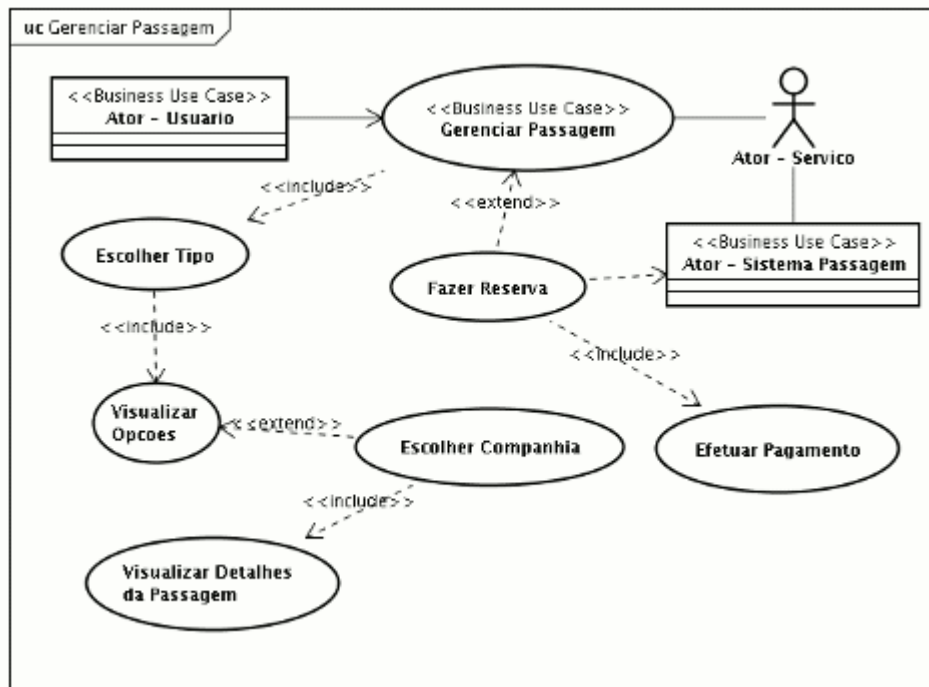 uc Gerenciar Passagem
<<Business Use Case>>
Ator - Usuario
<<Business Use Case>>
Gerenciar Passagem
Ator - Servico
<<include>>
<<extend>>
Escolher Tipo
Fazer Reserva
<<Business Use Case>>
Ator - Sistema Passagem
<<include>>
<<include>>
Visualizar
Opcoes
<<extend>>
Escolher Companhia
Efetuar Pagamento
<<include>>
Visualizar Detalhes
da Passagem